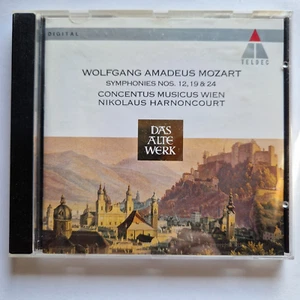 DIGITAL
TELDEC
WOLFGANG AMADEUS MOZART
SYMPHONIES NOS. 12, 19 & 24
CONCENTUS MUSICUS WIEN
NIKOLAUS HARNONCOURT
DAS
ALTE
WERK